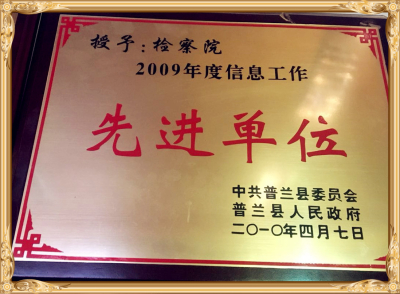 授予：检察院
2009年度信息工作
先进单位
中共普兰县委员会
普兰县人民政府
二〇一〇年四月七日